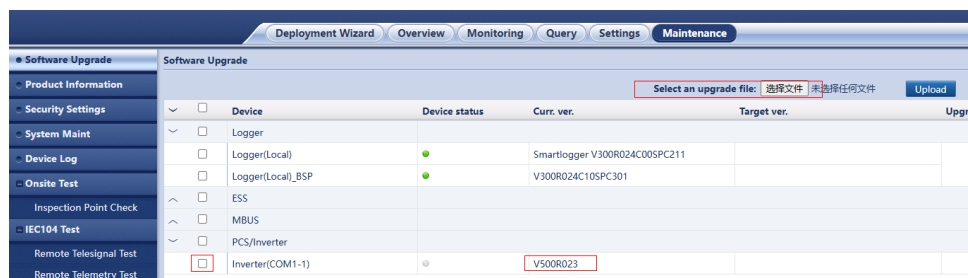 Deployment Wizard Overview Monitoring Query Settings Maintenance
Software Upgrade Software Upgrade
Product Information Select an upgrade file: 选择文件 未选择任何文件 Upload
Security Settings Device Device status Curr. ver. Target ver. Upgr
System Maint Logger
Device Log Logger(Local) Smartlogger V300R024C00SPC211
Onsite Test Logger(Local)_BSP V300R024C10SPC301
Inspection Point Check ESS
IEC104 Test MBUS
PCS/Inverter
Remote Telesignal Test
Inverter(COM1-1) V500R023
Remote Telemetry Test